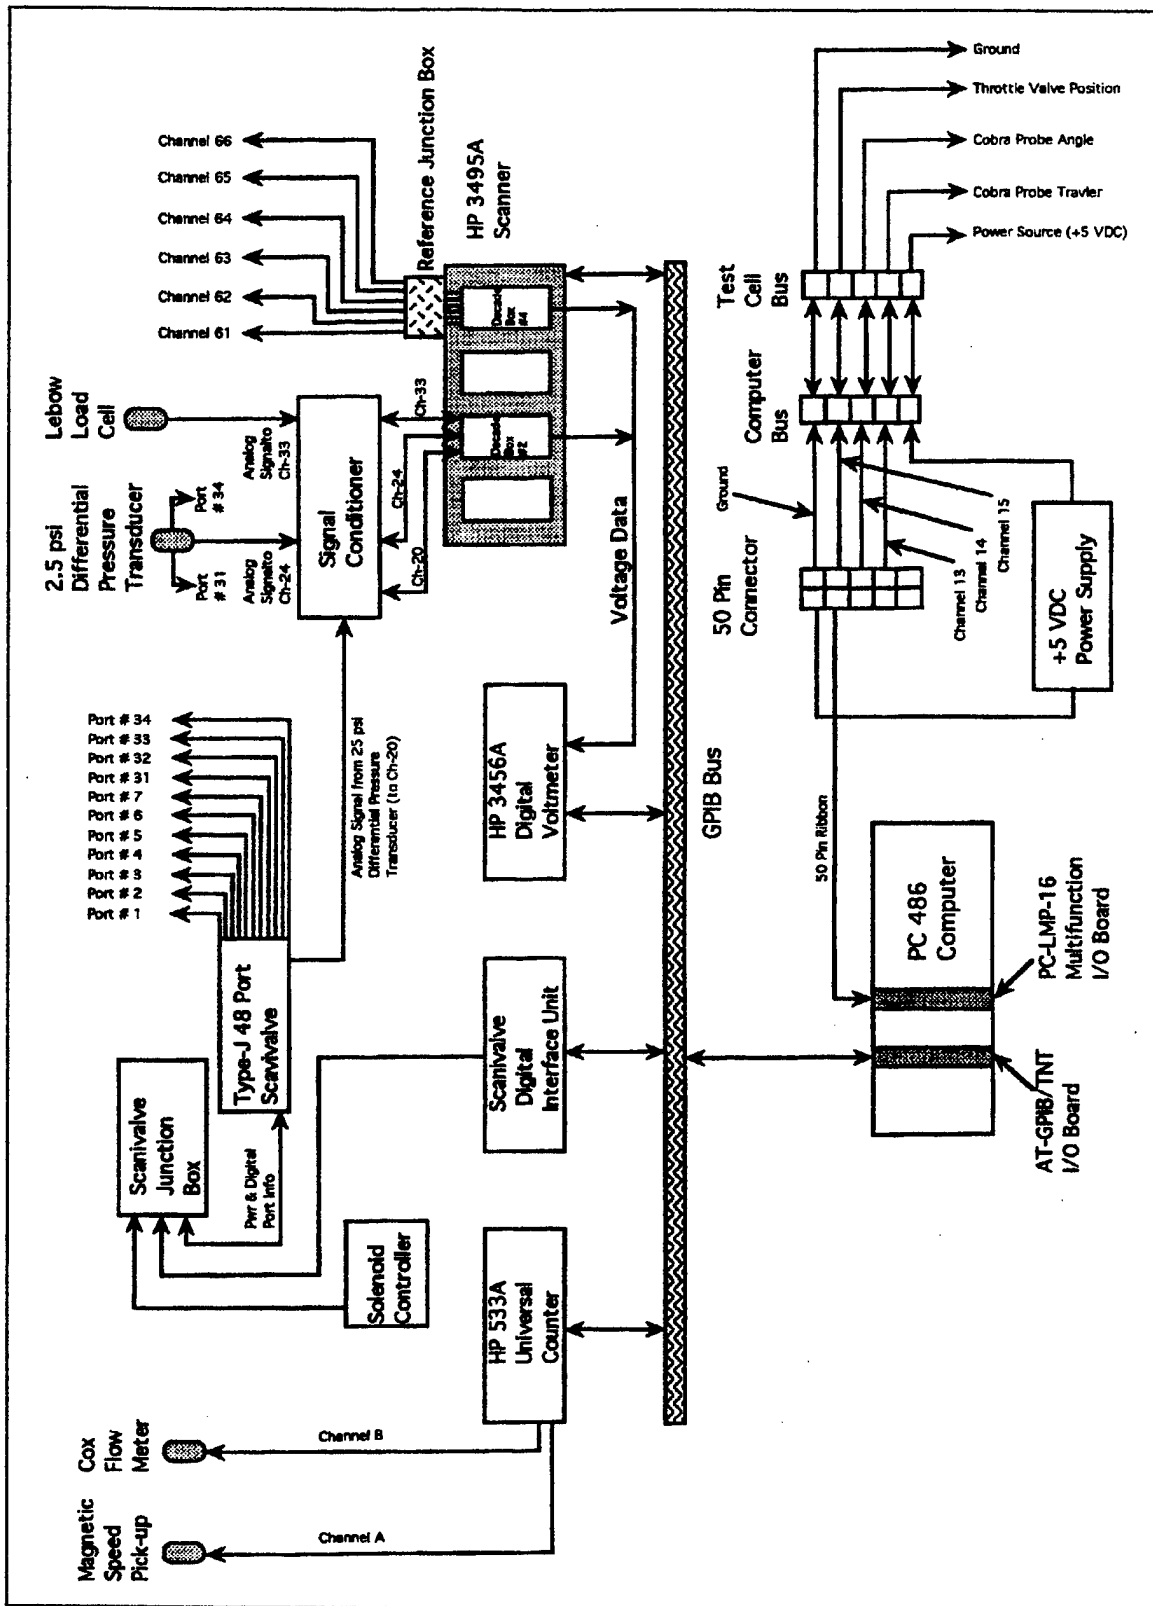 Magnetic
Speed
Pick-up
Channel A
Cox
Flow
Meter
Channel B
HP 533A
Universal
Counter
Solenoid
Controller
Scanivalve
Junction
Box
Pwr & Digital
Port Info
Type-J 48 Port
Scavivalve
Port # 1
Port # 2
Port # 3
Port # 4
Port # 5
Port # 6
Port # 7
Port # 31
Port # 32
Port # 33
Port # 34
Analog Signal from 25 psi
Differential Pressure
Transducer (to Ch-20)
Scanivalve
Digital
Interface Unit
HP 3456A
Digital
Voltmeter
2.5 psi
Differential
Pressure
Transducer
Port
# 31
Port
# 34
Analog
Signalto
Ch-24
Lebow
Load
Cell
Analog
Signalto
Ch-33
Signal
Conditioner
Ch-20
Ch-24
Ch-33
Channel 61
Channel 62
Channel 63
Channel 64
Channel 65
Channel 66
Reference Junction Box
HP 3495A
Scanner
Decade
Box
#2
Decade
Box
#4
Voltage Data
GPIB Bus
AT-GPIB/TNT
I/O Board
PC 486
Computer
PC-LMP-16
Multifunction
I/O Board
50 Pin Ribbon
50 Pin
Connector
Ground
Channel 13
Channel 14
Channel 15
+5 VDC
Power Supply
Computer
Bus
Test
Cell
Bus
Ground
Throttle Valve Position
Cobra Probe Angle
Cobra Probe Travler
Power Source (+5 VDC)